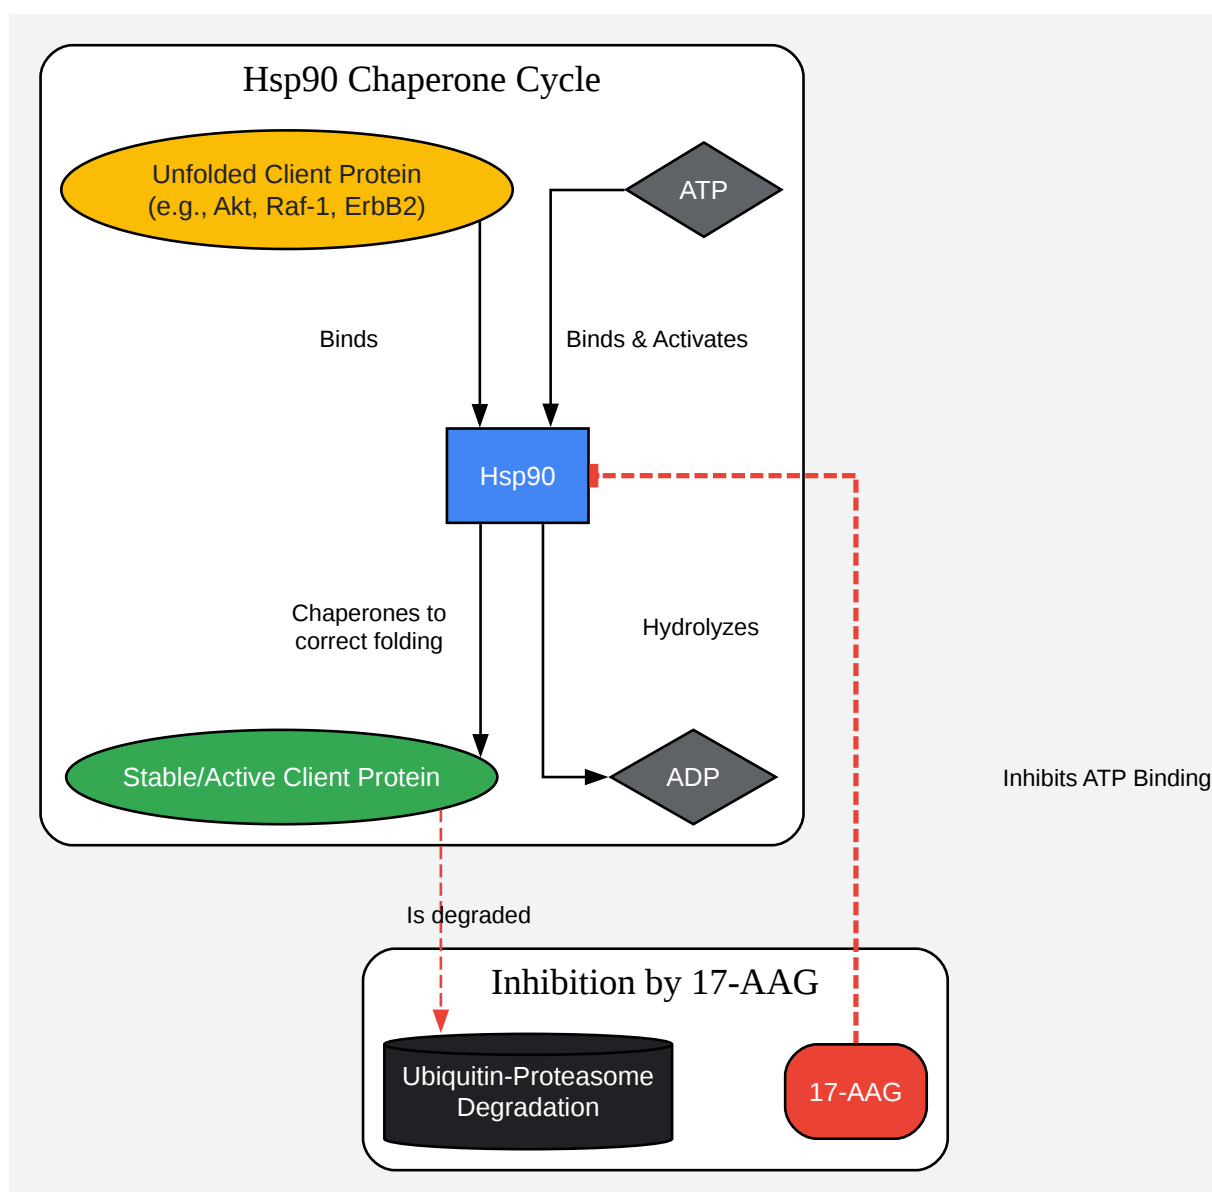 Hsp90 Chaperone Cycle
Unfolded Client Protein
(e.g., Akt, Raf-1, ErbB2)
ATP
Binds
Binds & Activates
Hsp90
Chaperones to
correct folding
Hydrolyzes
Stable/Active Client Protein
ADP
Inhibits ATP Binding
Is degraded
Inhibition by 17-AAG
Ubiquitin-Proteasome
Degradation
17-AAG